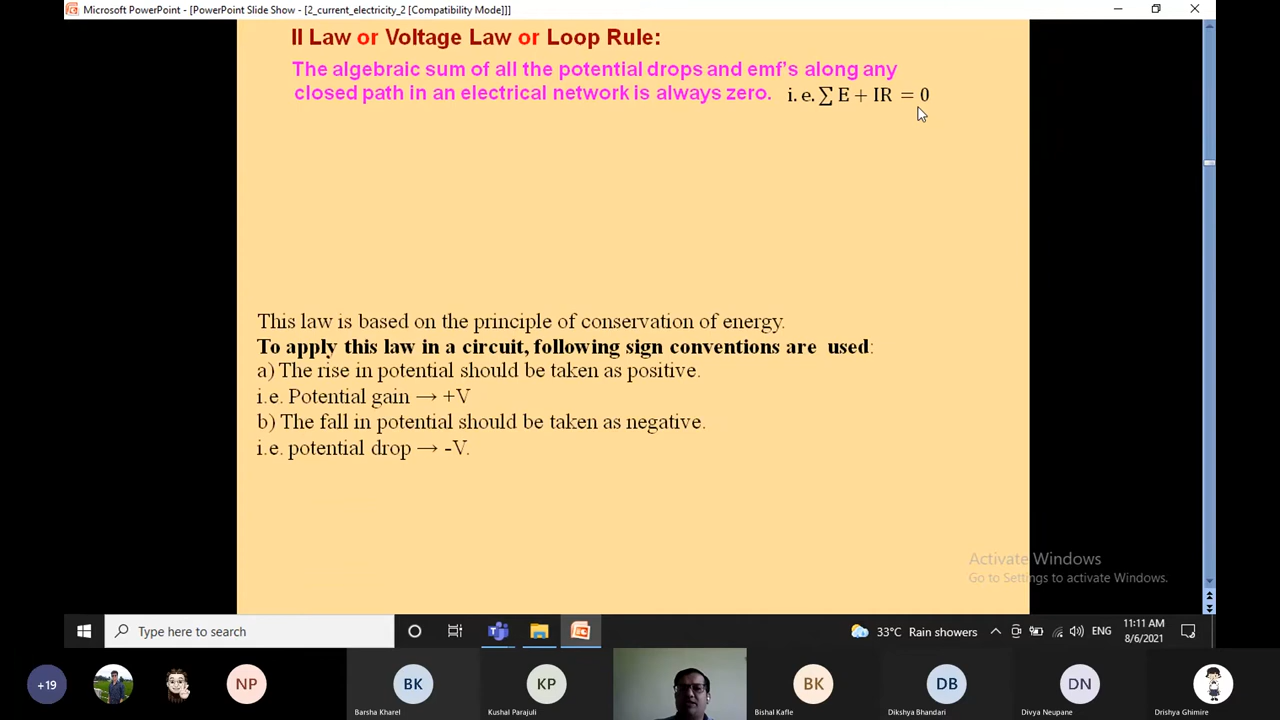 Microsoft PowerPoint - [PowerPoint Slide Show - [2_current_electricity_2 [Compatibility Mode]]]
II Law or Voltage Law or Loop Rule:
The algebraic sum of all the potential drops and emf's along any
closed path in an electrical network is always zero. i. e. ∑ E + IR = 0
This law is based on the principle of conservation of energy.
To apply this law in a circuit, following sign conventions are used:
a) The rise in potential should be taken as positive.
i.e. Potential gain → +V
b) The fall in potential should be taken as negative.
i.e. potential drop → -V.
Activate Windows
Go to Settings to activate Windows.
Type here to search
33°C Rain showers
ENG
11:11 AM
8/6/2021
+19
NP
BK
KP
BK
DB
DN
Barsha Kharel
Kushal Parajuli
Bishal Kafle
Dikshya Bhandari
Divya Neupane
Drishya Ghimire